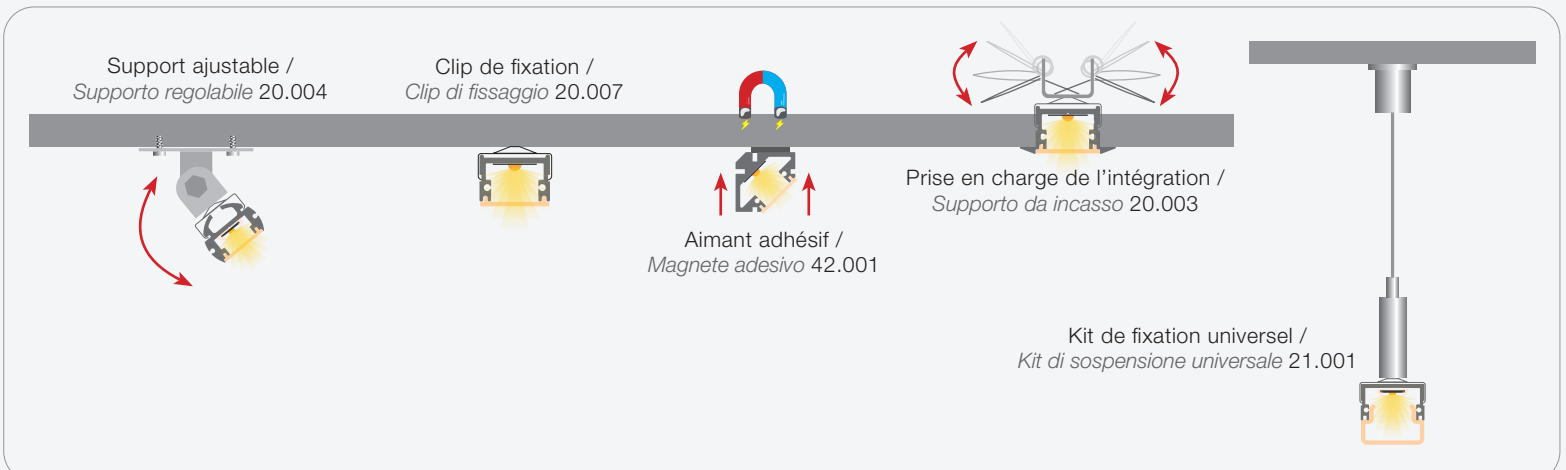 Support ajustable /
Supporto regolabile 20.004
Clip de fixation /
Clip di fissaggio 20.007
Aimant adhésif /
Magnete adesivo 42.001
Prise en charge de l’intégration /
Supporto da incasso 20.003
Kit de fixation universel /
Kit di sospensione universale 21.001